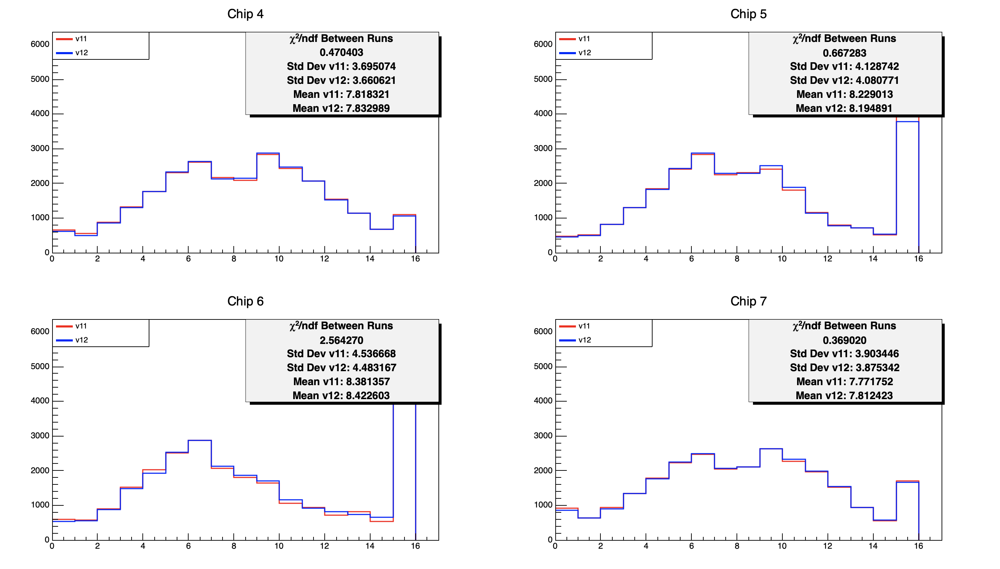 Chip 4
v11
v12
χ²/ndf Between Runs
0.470403
Std Dev v11: 3.695074
Std Dev v12: 3.660621
Mean v11: 7.818321
Mean v12: 7.832989
6000
5000
4000
3000
2000
1000
0
0 2 4 6 8 10 12 14 16
Chip 5
v11
v12
χ²/ndf Between Runs
0.667283
Std Dev v11: 4.128742
Std Dev v12: 4.080771
Mean v11: 8.229013
Mean v12: 8.194891
6000
5000
4000
3000
2000
1000
0
0 2 4 6 8 10 12 14 16
Chip 6
v11
v12
χ²/ndf Between Runs
2.564270
Std Dev v11: 4.536668
Std Dev v12: 4.483167
Mean v11: 8.381357
Mean v12: 8.422603
6000
5000
4000
3000
2000
1000
0
0 2 4 6 8 10 12 14 16
Chip 7
v11
v12
χ²/ndf Between Runs
0.369020
Std Dev v11: 3.903446
Std Dev v12: 3.875342
Mean v11: 7.771752
Mean v12: 7.812423
6000
5000
4000
3000
2000
1000
0
0 2 4 6 8 10 12 14 16